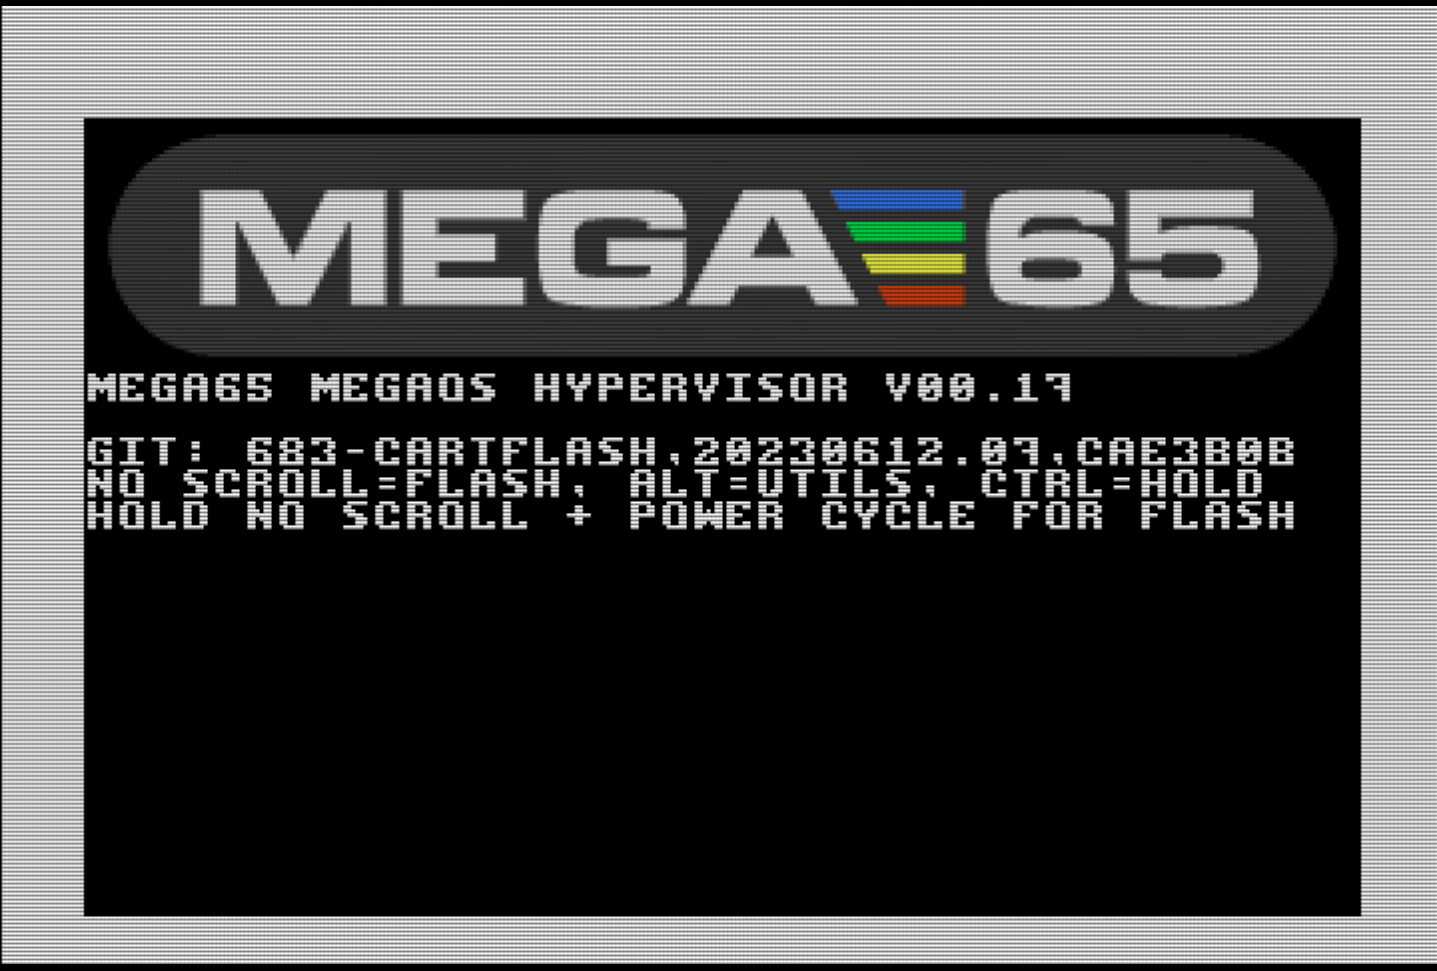 MEGA65
MEGA65 MEGAOS HYPERVISOR V00.17
GIT: 683-CARTFLASH,20230612.07,CAE3B0B
NO SCROLL=FLASH, ALT=UTILS, CTRL=HOLD
HOLD NO SCROLL + POWER CYCLE FOR FLASH